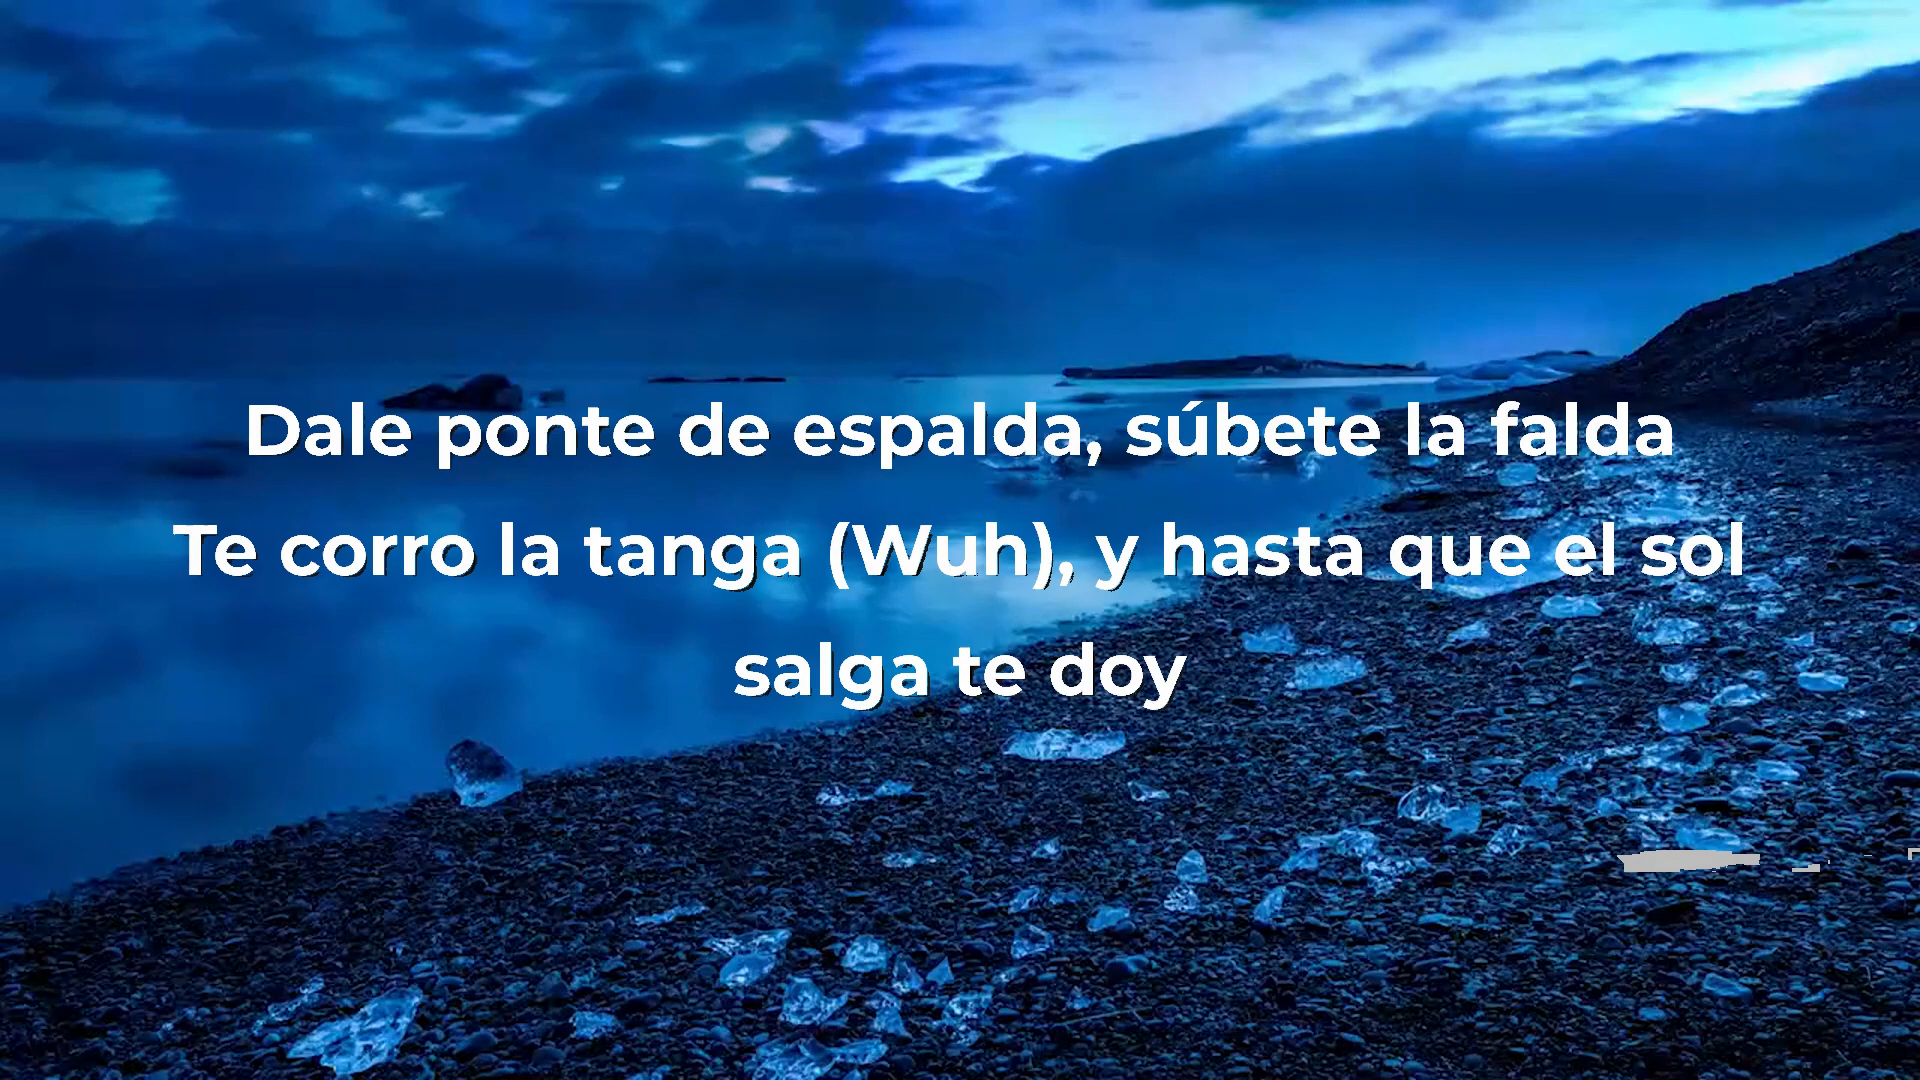 Dale ponte de espalda, súbete la falda
Te corro la tanga (Wuh), y hasta que el sol
salga te doy